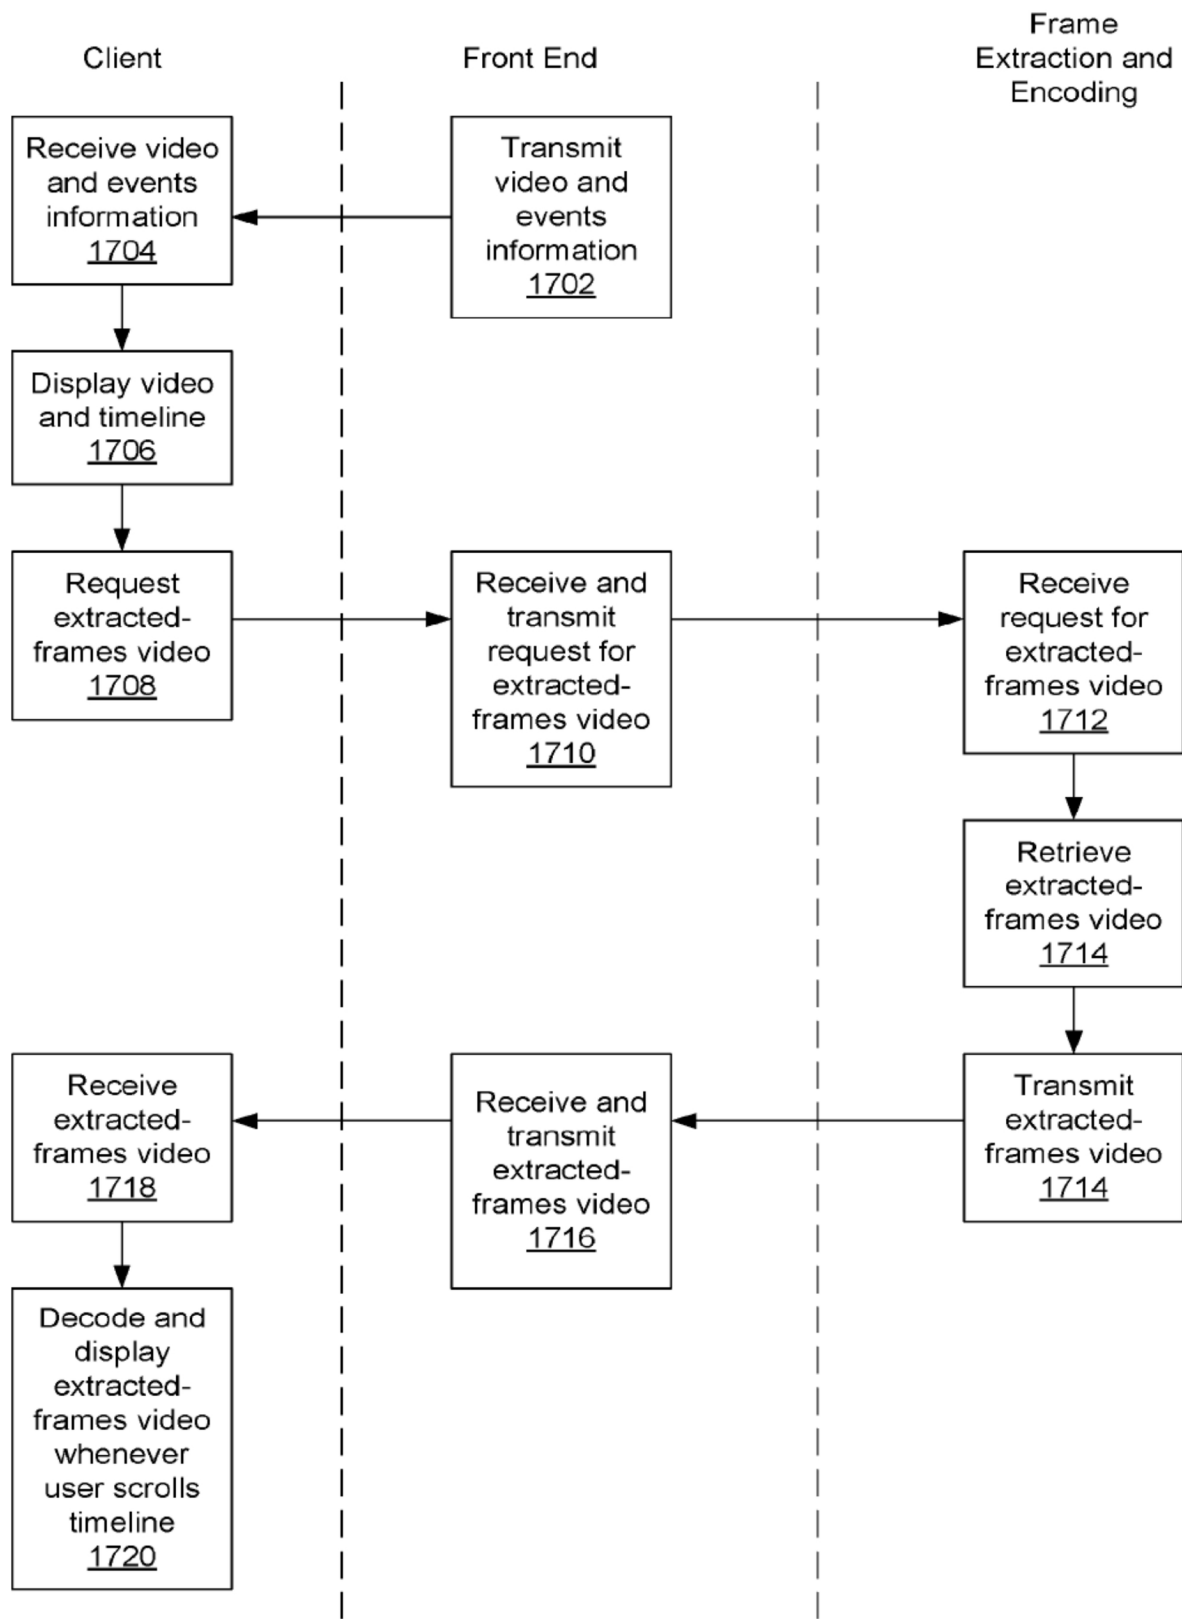 Client
Front End
Frame
Extraction and
Encoding
Receive video
and events
information
1704
Transmit
video and
events
information
1702
Display video
and timeline
1706
Request
extracted-
frames video
1708
Receive and
transmit
request for
extracted-
frames video
1710
Receive
request for
extracted-
frames video
1712
Retrieve
extracted-
frames video
1714
Receive
extracted-
frames video
1718
Receive and
transmit
extracted-
frames video
1716
Transmit
extracted-
frames video
1714
Decode and
display
extracted-
frames video
whenever
user scrolls
timeline
1720